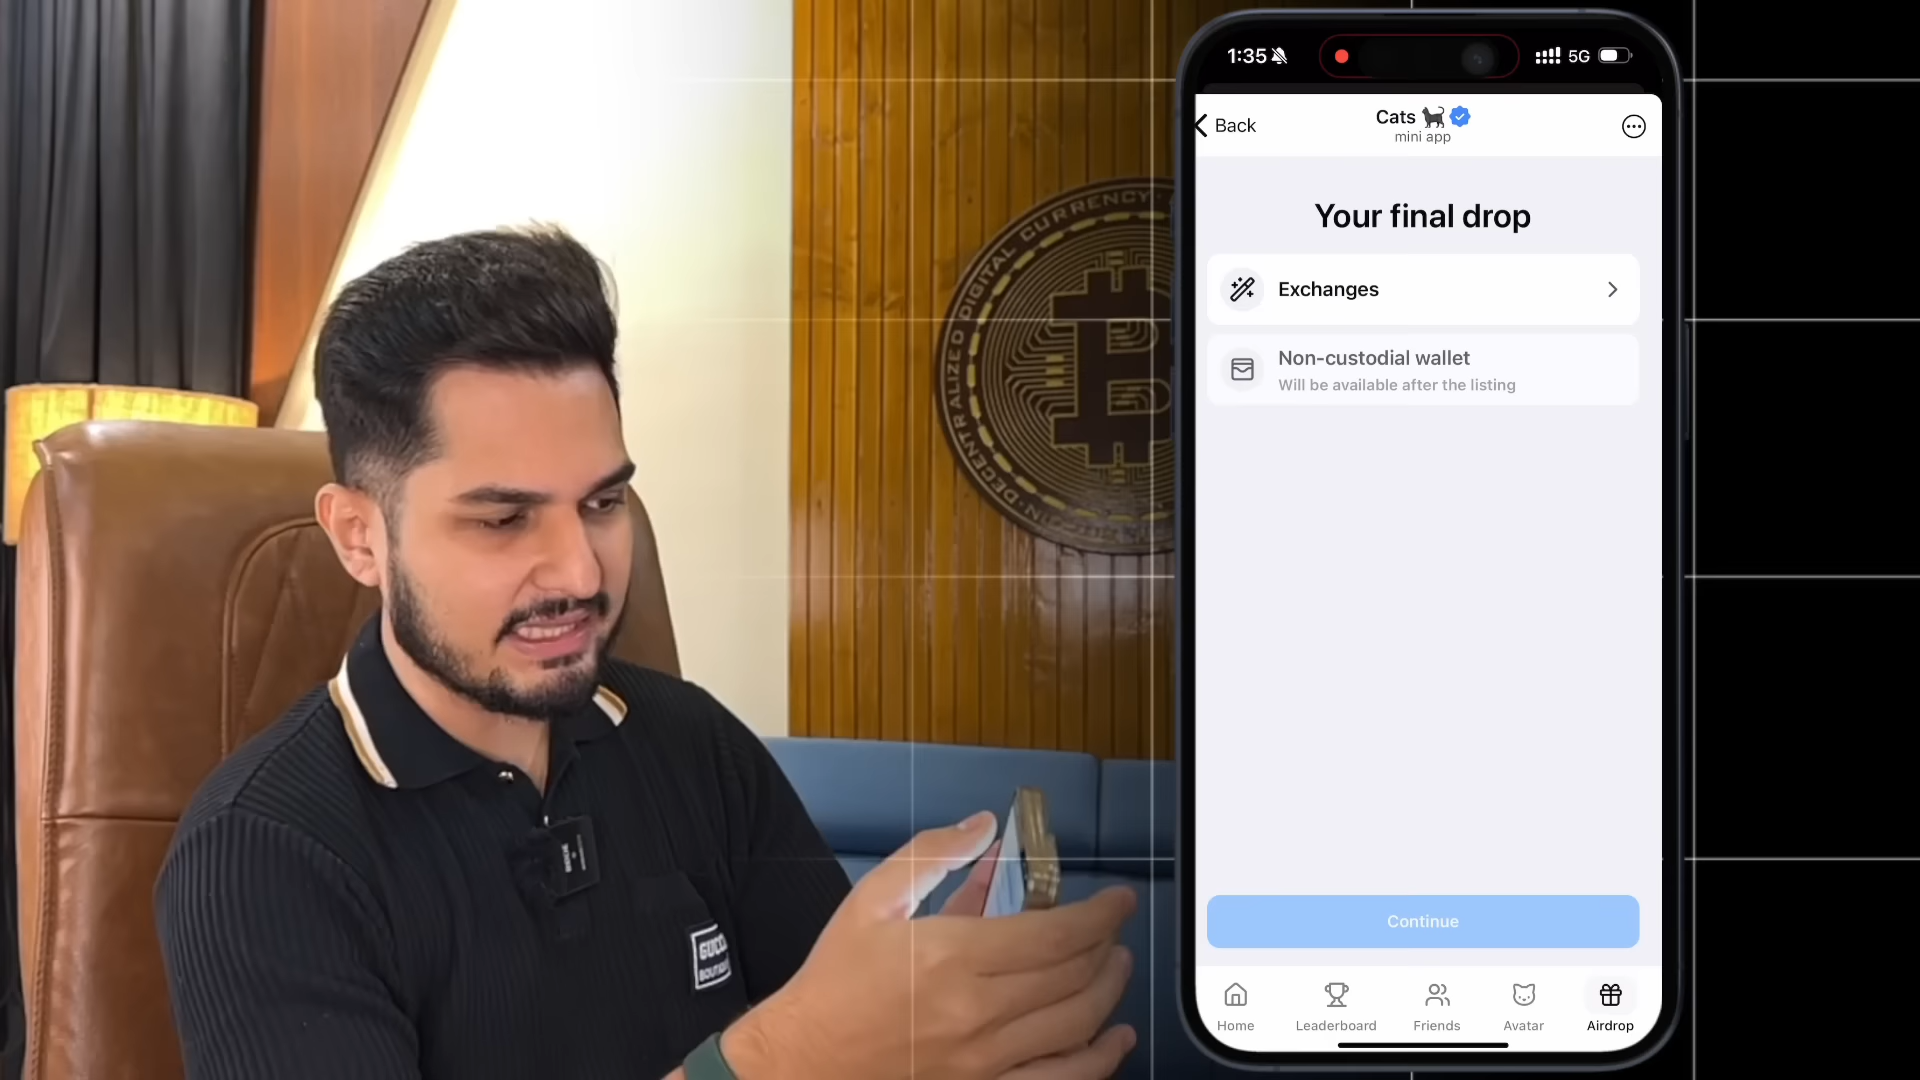 1:35
5G
Back
Cats
mini app
Your final drop
Exchanges
Non-custodial wallet
Will be available after the listing
Continue
Home
Leaderboard
Friends
Avatar
Airdrop
DECENTRALIZED DIGITAL CURRENCY